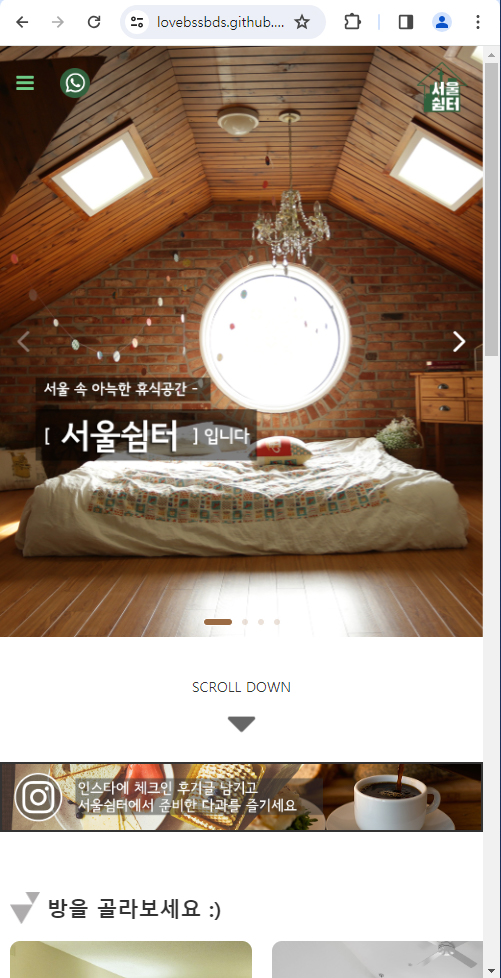 lovebssbds.github....
서울
쉼터
서울 속 아늑한 휴식공간 -
[ 서울쉼터 ] 입니다
SCROLL DOWN
인스타에 체크인 후기글 남기고
서울쉼터에서 준비한 다과를 즐기세요
방을 골라보세요 :)